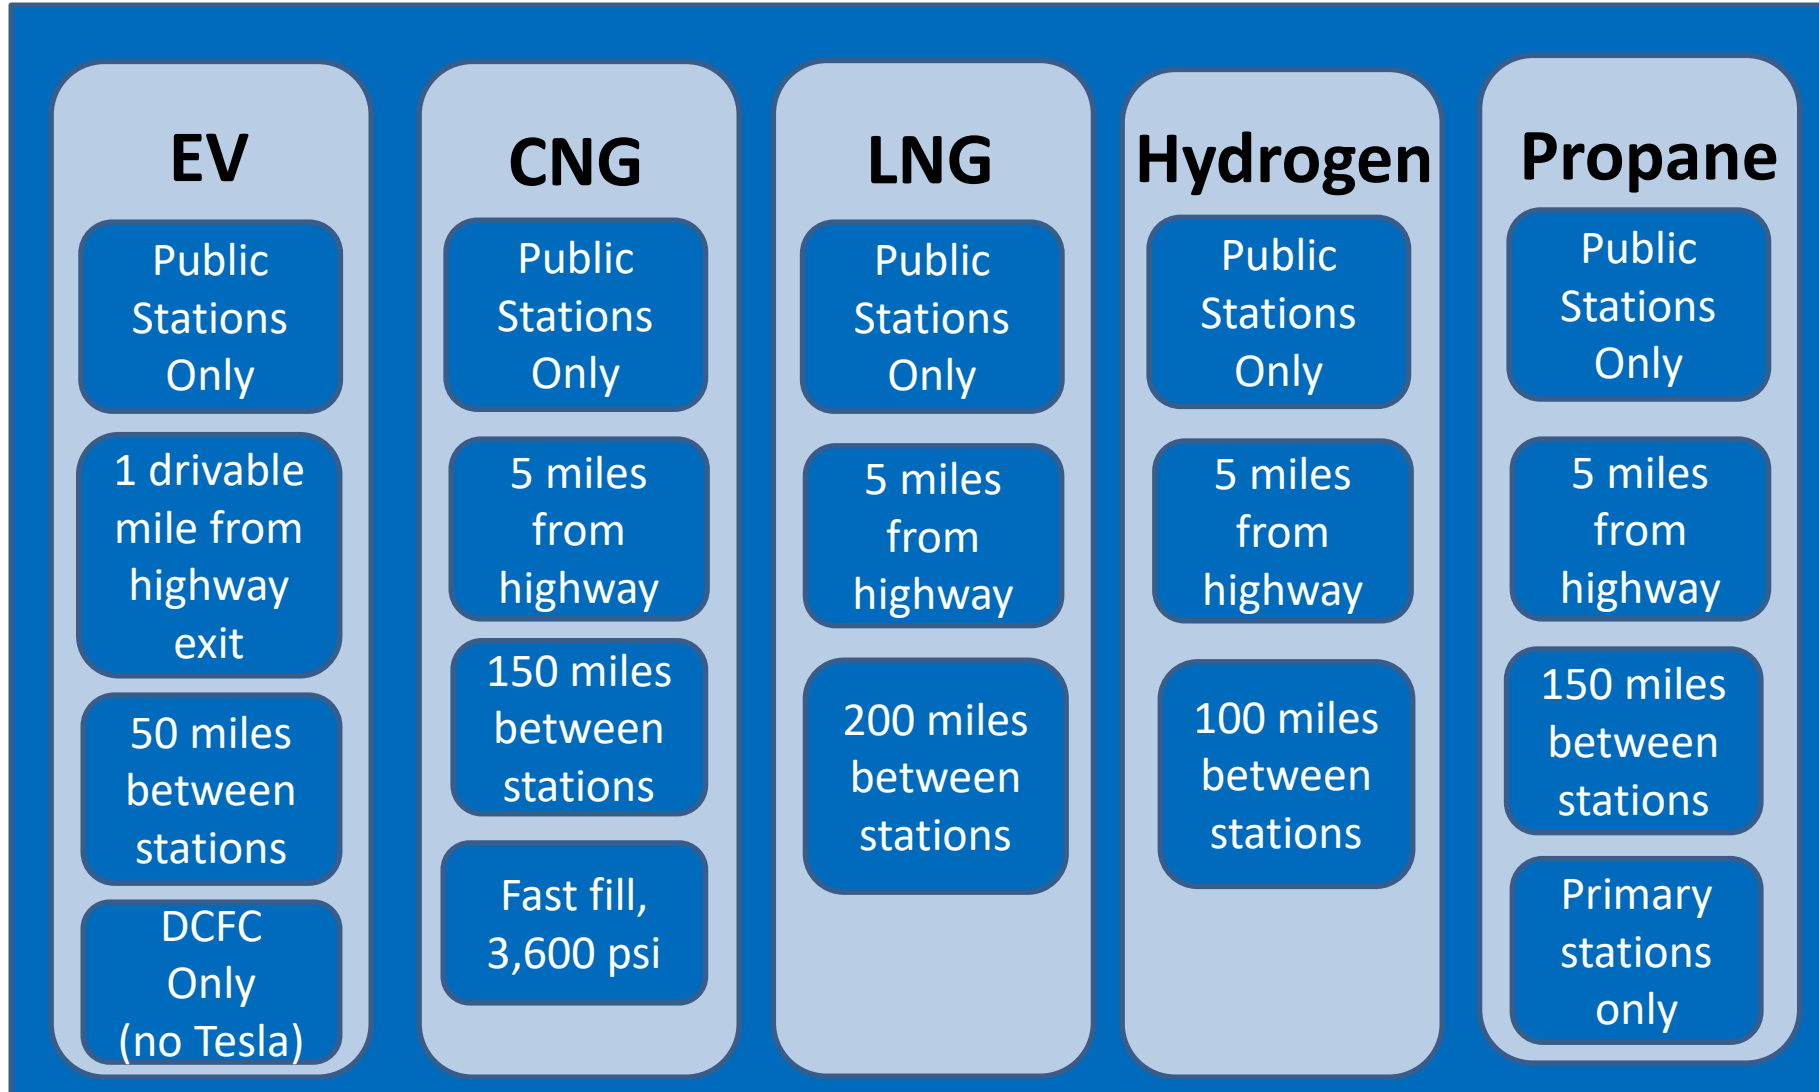 EV
Public
Stations
Only
1 drivable
mile from
highway
exit
50 miles
between
stations
DCFC
Only
(no Tesla)
CNG
Public
Stations
Only
5 miles
from
highway
150 miles
between
stations
Fast fill,
3,600 psi
LNG
Public
Stations
Only
5 miles
from
highway
200 miles
between
stations
Hydrogen
Public
Stations
Only
5 miles
from
highway
100 miles
between
stations
Propane
Public
Stations
Only
5 miles
from
highway
150 miles
between
stations
Primary
stations
only